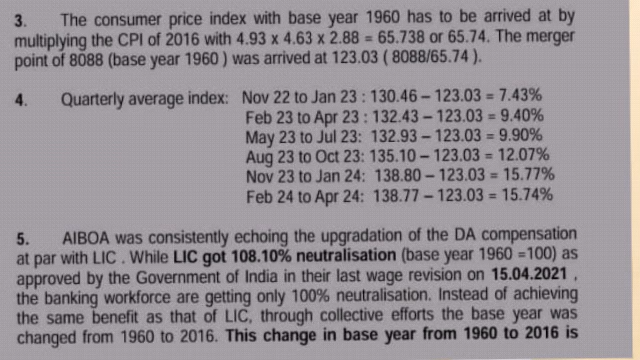 3. The consumer price index with base year 1960 has to be arrived at by
multiplying the CPI of 2016 with 4.93 x 4.63 x 2.88 = 65.738 or 65.74. The merger
point of 8088 (base year 1960 ) was arrived at 123.03 ( 8088/65.74 ).
4. Quarterly average index: Nov 22 to Jan 23 : 130.46 – 123.03 = 7.43%
Feb 23 to Apr 23 : 132.43 – 123.03 = 9.40%
May 23 to Jul 23: 132.93 – 123.03 = 9.90%
Aug 23 to Oct 23: 135.10 – 123.03 = 12.07%
Nov 23 to Jan 24: 138.80 – 123.03 = 15.77%
Feb 24 to Apr 24: 138.77 – 123.03 = 15.74%
5. AIBOA was consistently echoing the upgradation of the DA compensation
at par with LIC . While LIC got 108.10% neutralisation (base year 1960 =100) as
approved by the Government of India in their last wage revision on 15.04.2021 ,
the banking workforce are getting only 100% neutralisation. Instead of achieving
the same benefit as that of LIC, through collective efforts the base year was
changed from 1960 to 2016. This change in base year from 1960 to 2016 is